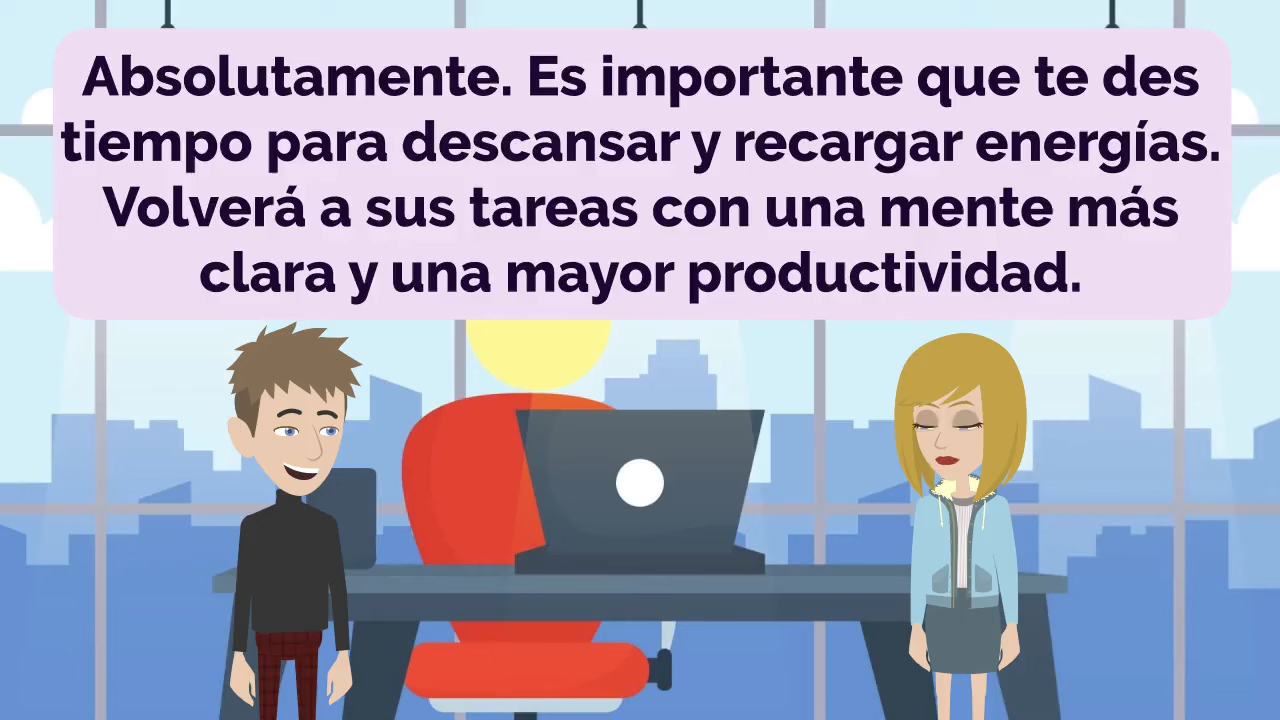 Absolutamente. Es importante que te des
tiempo para descansar y recargar energías.
Volverá a sus tareas con una mente más
clara y una mayor productividad.